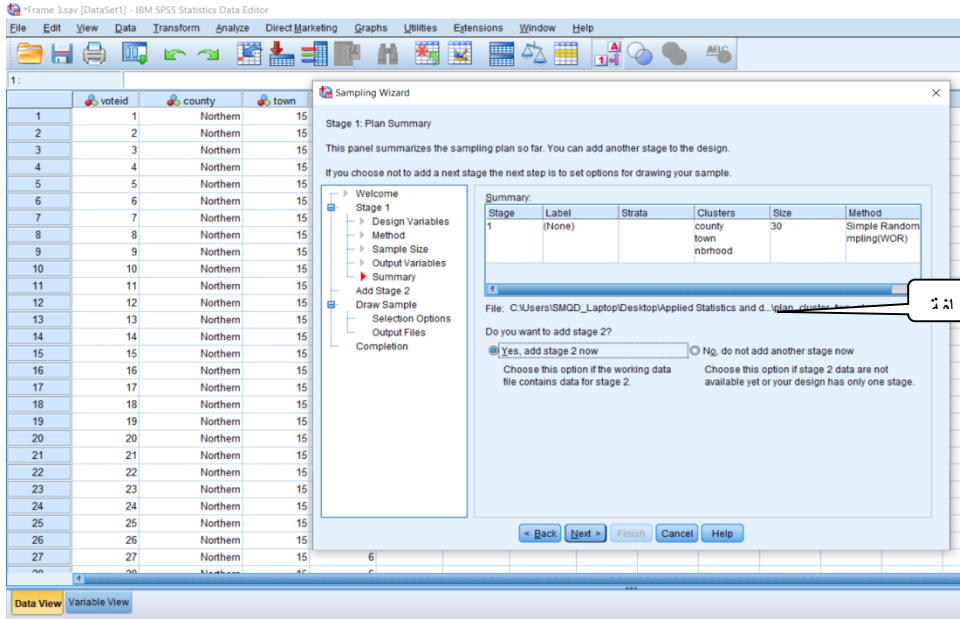 *Frame 3.sav [DataSet1] - IBM SPSS Statistics Data Editor
File Edit View Data Transform Analyze Direct Marketing Graphs Utilities Extensions Window Help
1 :
voteid county town
1 1 Northern 15
2 2 Northern 15
3 3 Northern 15
4 4 Northern 15
5 5 Northern 15
6 6 Northern 15
7 7 Northern 15
8 8 Northern 15
9 9 Northern 15
10 10 Northern 15
11 11 Northern 15
12 12 Northern 15
13 13 Northern 15
14 14 Northern 15
15 15 Northern 15
16 16 Northern 15
17 17 Northern 15
18 18 Northern 15
19 19 Northern 15
20 20 Northern 15
21 21 Northern 15
22 22 Northern 15
23 23 Northern 15
24 24 Northern 15
25 25 Northern 15
26 26 Northern 15
27 27 Northern 15 6
Data View Variable View
Sampling Wizard
Stage 1: Plan Summary
This panel summarizes the sampling plan so far. You can add another stage to the design.
If you choose not to add a next stage the next step is to set options for drawing your sample.
Welcome
Stage 1
Design Variables
Method
Sample Size
Output Variables
Summary
Add Stage 2
Draw Sample
Selection Options
Output Files
Completion
Summary:
Stage Label Strata Clusters Size Method
1 (None) county 30 Simple Random
town mpling(WOR)
nbrhood
File: C:\Users\SMQD_Laptop\Desktop\Applied Statistics and d...\plan_cluster
Do you want to add stage 2?
Yes, add stage 2 now
Choose this option if the working data
file contains data for stage 2.
No, do not add another stage now
Choose this option if stage 2 data are not
available yet or your design has only one stage.
< Back Next > Finish Cancel Help